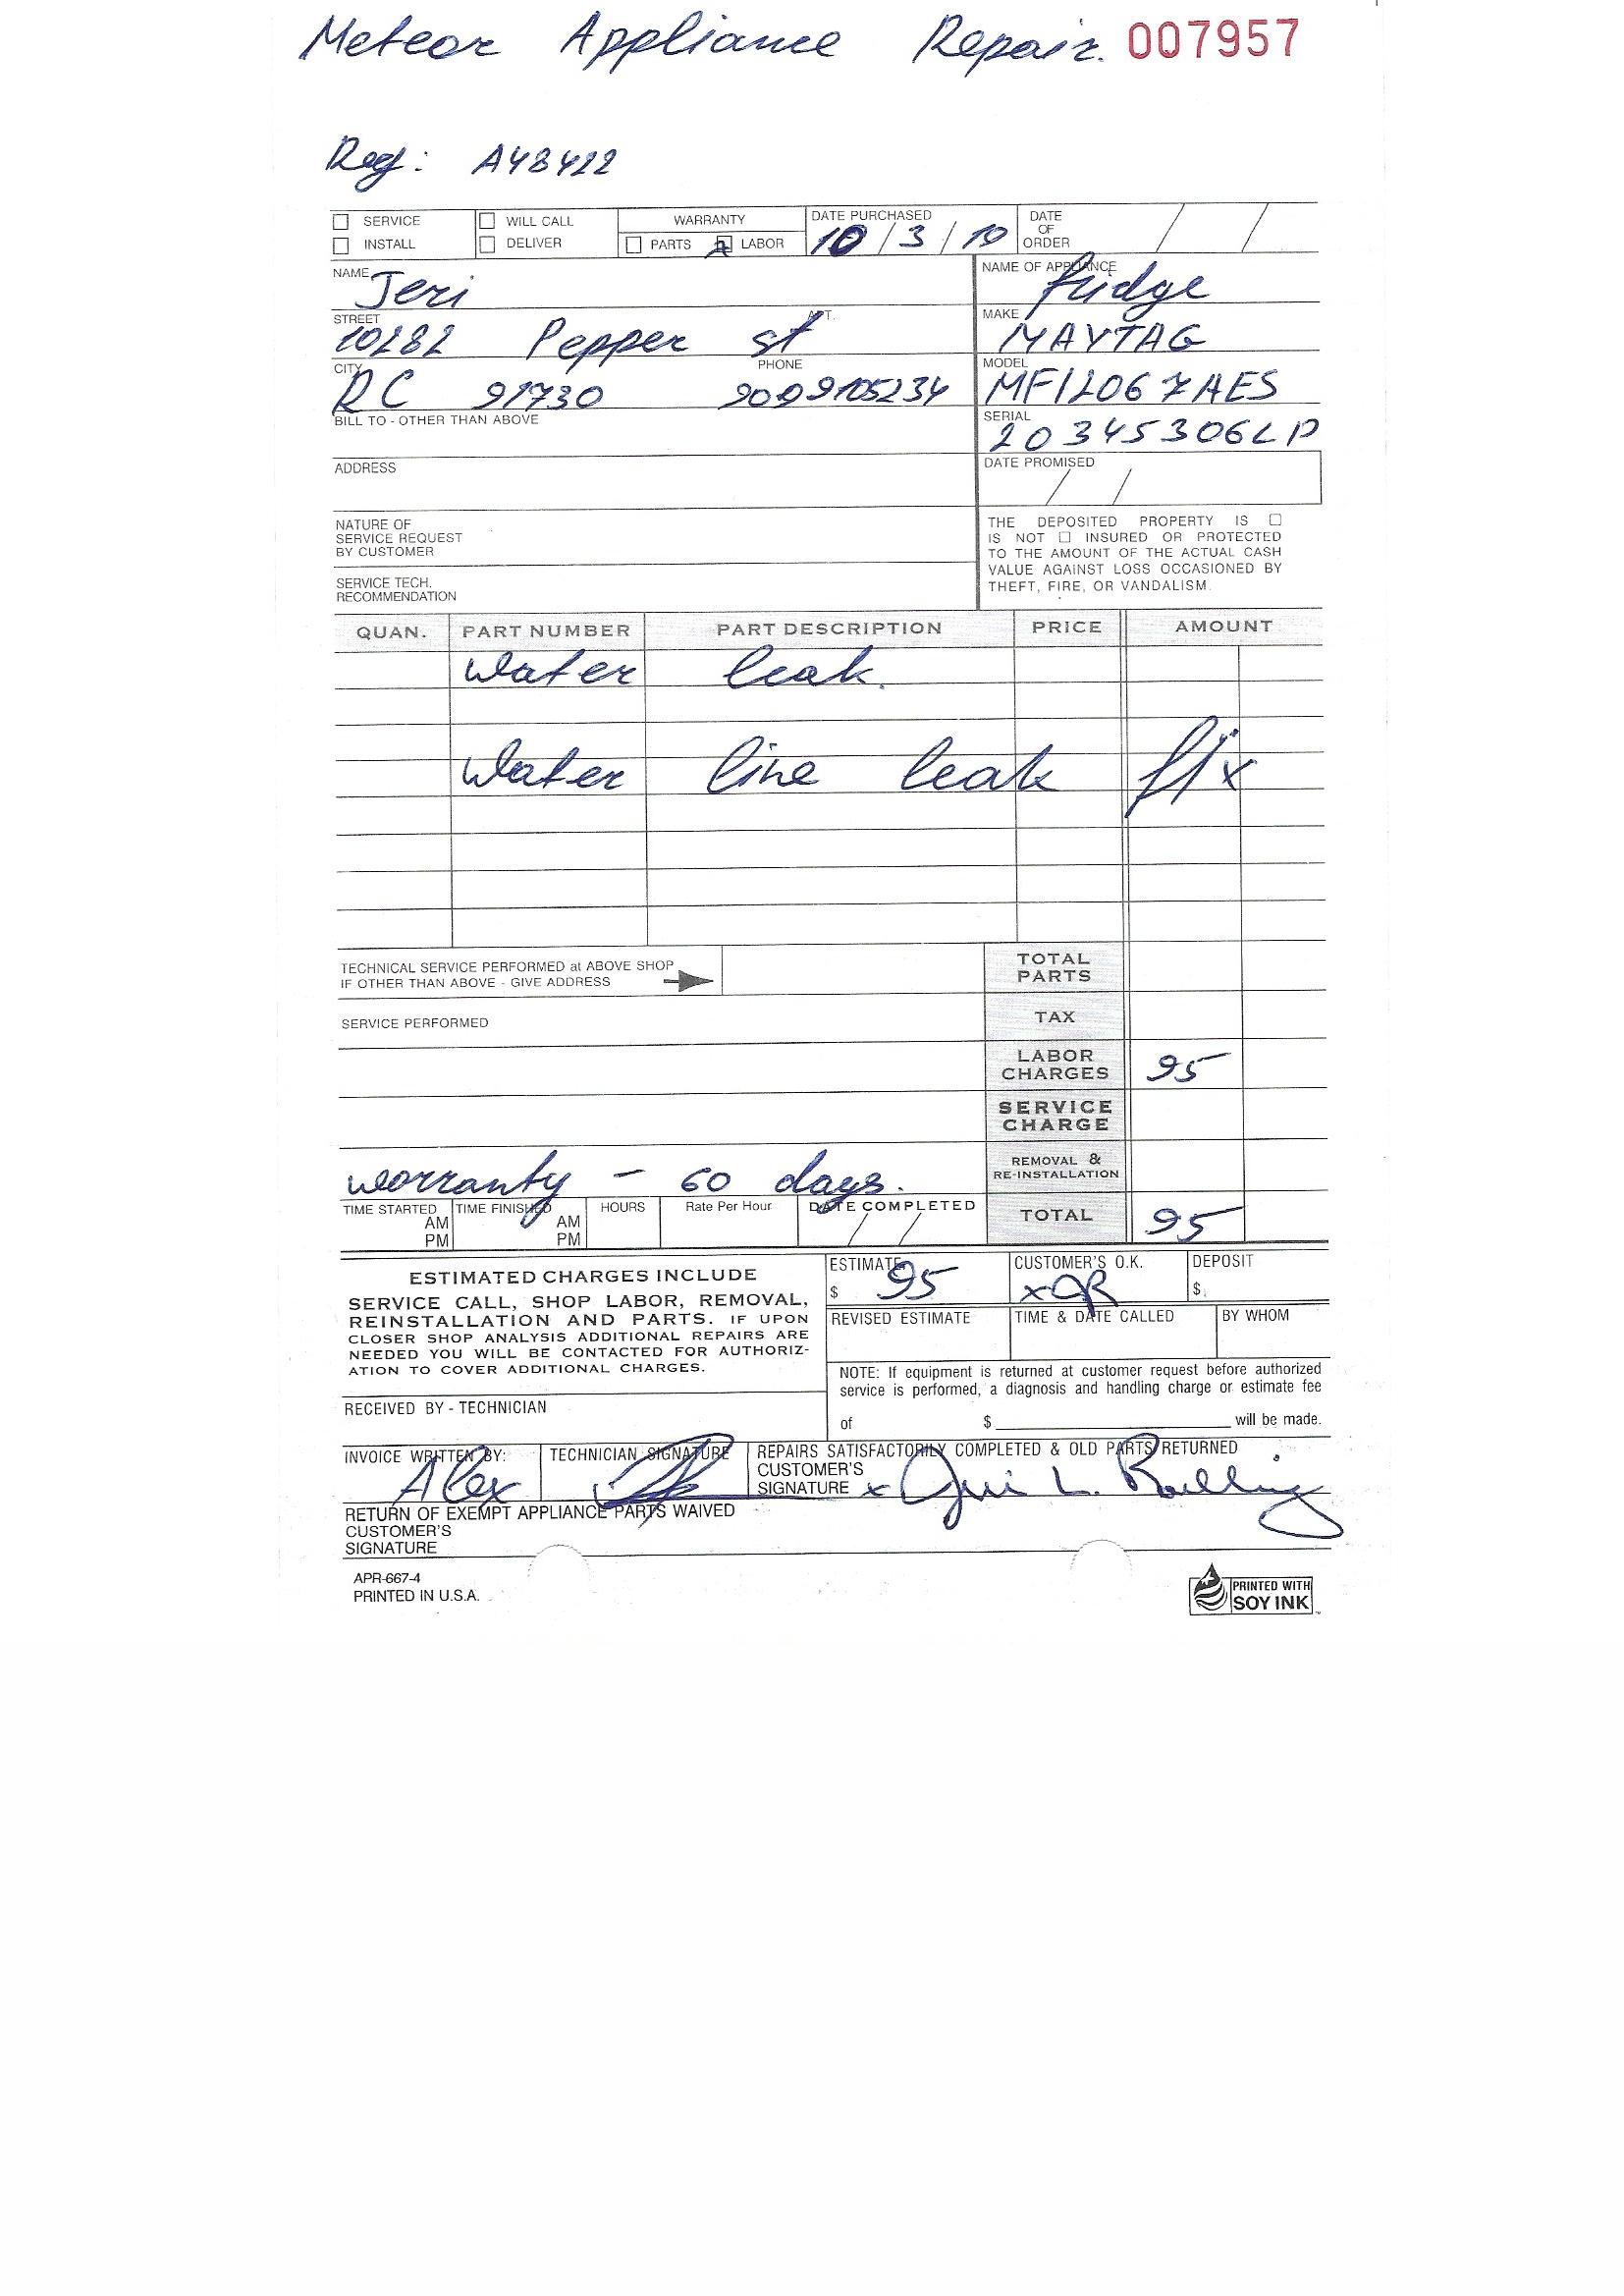 Meteor Appliance Repair. 007957
Reg: A48422
SERVICE WILL CALL WARRANTY DATE PURCHASED DATE OF ORDER
INSTALL DELIVER PARTS LABOR 10/3/10
NAME Jeri NAME OF APPLIANCE fridge
STREET 10282 Pepper st APT. MAKE MAYTAG
CITY RC 91730 PHONE 9099105234 MODEL MFI2067AES
BILL TO - OTHER THAN ABOVE SERIAL 20345306LP
ADDRESS DATE PROMISED / /
NATURE OF
SERVICE REQUEST
BY CUSTOMER
SERVICE TECH.
RECOMMENDATION
THE DEPOSITED PROPERTY IS
IS NOT INSURED OR PROTECTED
TO THE AMOUNT OF THE ACTUAL CASH
VALUE AGAINST LOSS OCCASIONED BY
THEFT, FIRE, OR VANDALISM.
QUAN. PART NUMBER PART DESCRIPTION PRICE AMOUNT
water leak.
water line leak fix
TECHNICAL SERVICE PERFORMED at ABOVE SHOP
IF OTHER THAN ABOVE - GIVE ADDRESS
TOTAL PARTS
SERVICE PERFORMED
TAX
LABOR CHARGES 95
SERVICE CHARGE
REMOVAL & RE-INSTALLATION
worranty - 60 days.
TIME STARTED AM PM TIME FINISHED AM PM HOURS Rate Per Hour DATE COMPLETED / / TOTAL 95
ESTIMATED CHARGES INCLUDE
SERVICE CALL, SHOP LABOR, REMOVAL,
REINSTALLATION AND PARTS. IF UPON
CLOSER SHOP ANALYSIS ADDITIONAL REPAIRS ARE
NEEDED YOU WILL BE CONTACTED FOR AUTHORIZ-
ATION TO COVER ADDITIONAL CHARGES.
ESTIMATE $ 95 CUSTOMER'S O.K. x JR DEPOSIT $
REVISED ESTIMATE TIME & DATE CALLED BY WHOM
NOTE: If equipment is returned at customer request before authorized
service is performed, a diagnosis and handling charge or estimate fee
of $ will be made.
RECEIVED BY - TECHNICIAN
INVOICE WRITTEN BY: Alex TECHNICIAN SIGNATURE
REPAIRS SATISFACTORILY COMPLETED & OLD PARTS RETURNED
CUSTOMER'S
SIGNATURE x Jeri L.
RETURN OF EXEMPT APPLIANCE PARTS WAIVED
CUSTOMER'S
SIGNATURE
APR-667-4
PRINTED IN U.S.A.
PRINTED WITH
SOY INK